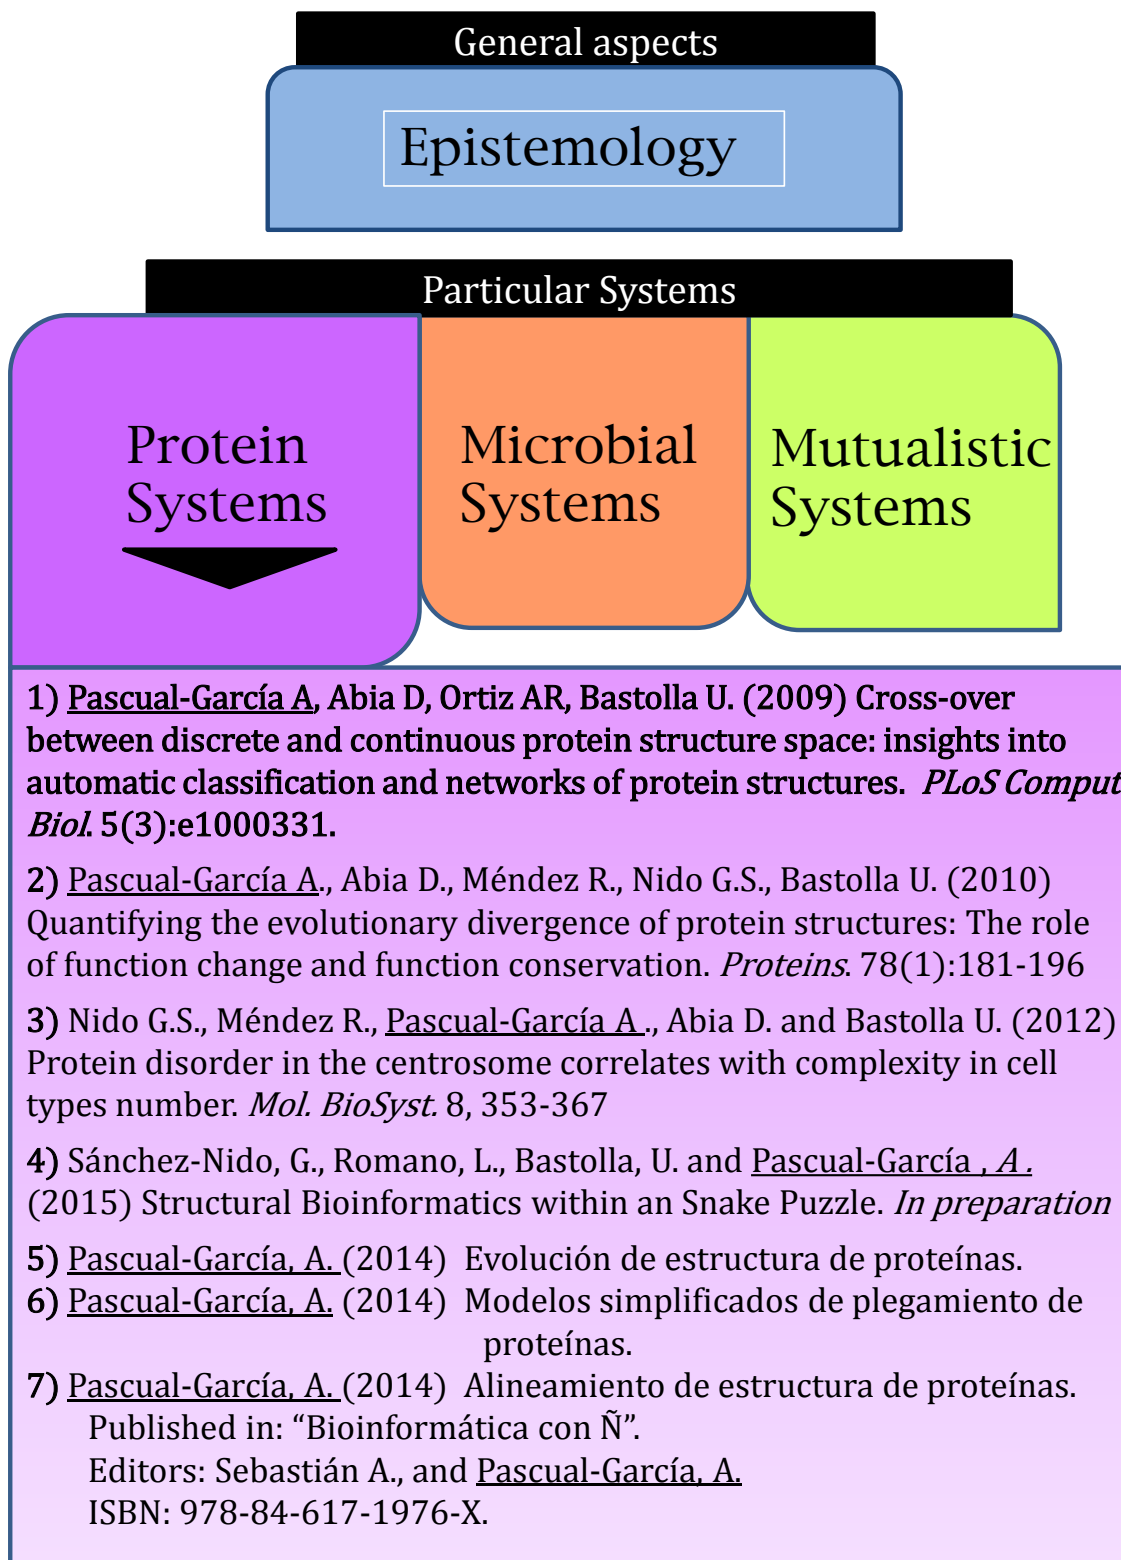 General aspects
Epistemology
Particular Systems
Protein
Systems
Microbial
Systems
Mutualistic
Systems
1) Pascual-García A, Abia D, Ortiz AR, Bastolla U. (2009) Cross-over
between discrete and continuous protein structure space: insights into
automatic classification and networks of protein structures. PLoS Comput
Biol. 5(3):e1000331.
2) Pascual-García A., Abia D., Méndez R., Nido G.S., Bastolla U. (2010)
Quantifying the evolutionary divergence of protein structures: The role
of function change and function conservation. Proteins. 78(1):181-196
3) Nido G.S., Méndez R., Pascual-García A ., Abia D. and Bastolla U. (2012)
Protein disorder in the centrosome correlates with complexity in cell
types number. Mol. BioSyst. 8, 353-367
4) Sánchez-Nido, G., Romano, L., Bastolla, U. and Pascual-García , A .
(2015) Structural Bioinformatics within an Snake Puzzle. In preparation
5) Pascual-García, A. (2014) Evolución de estructura de proteínas.
6) Pascual-García, A. (2014) Modelos simplificados de plegamiento de
proteínas.
7) Pascual-García, A. (2014) Alineamiento de estructura de proteínas.
Published in: “Bioinformática con Ñ”.
Editors: Sebastián A., and Pascual-García, A.
ISBN: 978-84-617-1976-X.